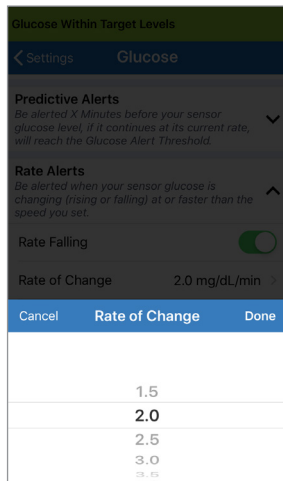 Glucose Within Target Levels
Settings Glucose
Predictive Alerts
Be alerted X Minutes before your sensor
glucose level, if it continues at its current rate,
will reach the Glucose Alert Threshold.
Rate Alerts
Be alerted when your sensor glucose is
changing (rising or falling) at or faster than the
speed you set.
Rate Falling
Rate of Change 2.0 mg/dL/min
Cancel Rate of Change Done
1.5
2.0
2.5
3.0
3.5